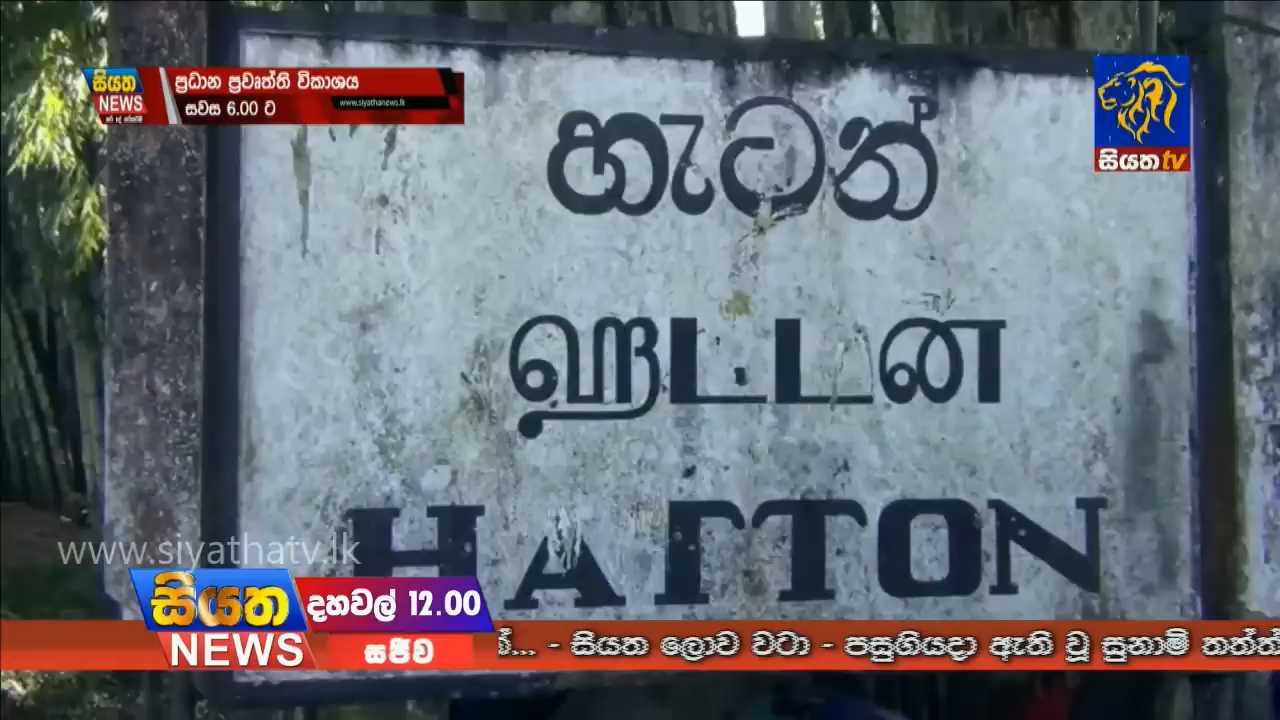 සියත
NEWS
ප්‍රධාන ප්‍රවෘත්ති විකාශය
සවස 6.00 ට
www.siyathanews.lk
සියත tv
හැටන්
ஹட்டன்
HATTON
www.siyathatv.lk
සියත
NEWS
දහවල් 12.00
සජීව
... - සියත ලොව වටා - පසුගියදා ඇති වූ සුනාමි